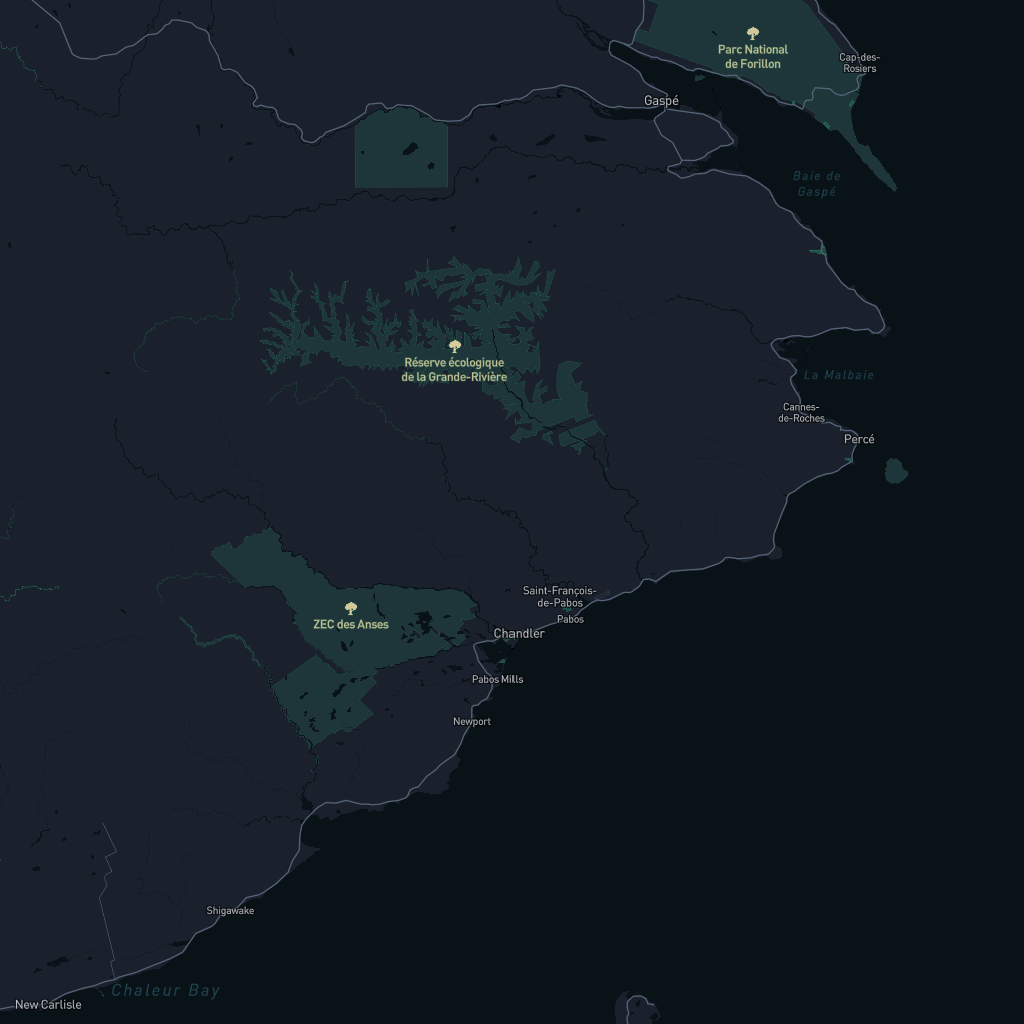 Parc National
de Forillon
Cap-des-
Rosiers
Gaspé
Baie de
Gaspé
Réserve écologique
de la Grande-Rivière
La Malbaie
Cannes-
de-Roches
Percé
Saint-François-
de-Pabos
Pabos
ZEC des Anses
Chandler
Pabos Mills
Newport
Shigawake
Chaleur Bay
New Carlisle